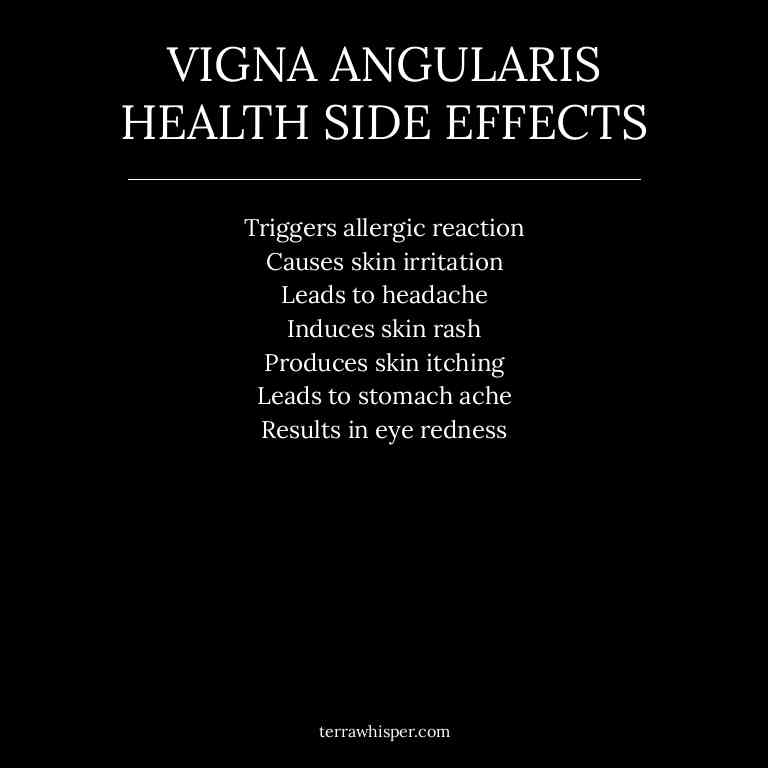 VIGNA ANGULARIS
HEALTH SIDE EFFECTS
Triggers allergic reaction
Causes skin irritation
Leads to headache
Induces skin rash
Produces skin itching
Leads to stomach ache
Results in eye redness
terrawhisper.com